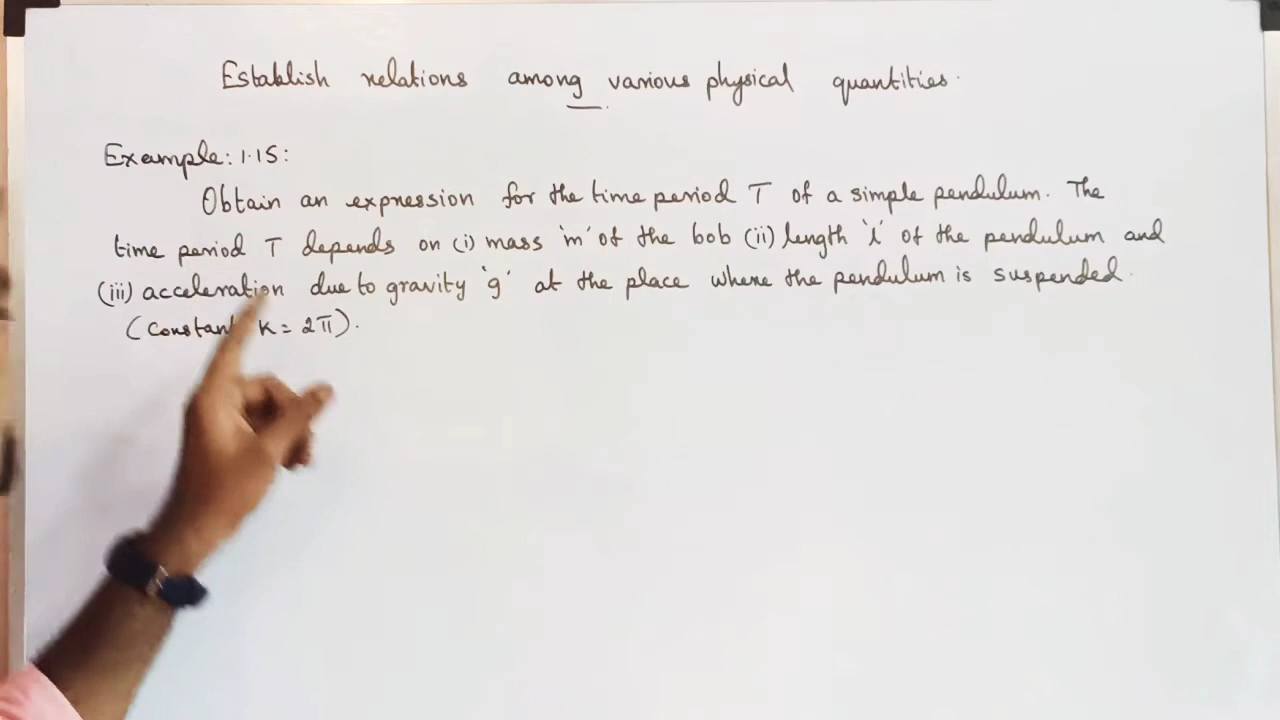 Establish relations among various physical quantities.
Example: 1.15:
Obtain an expression for the time period T of a simple pendulum. The
time period T depends on (i) mass 'm' of the bob (ii) length 'l' of the pendulum and
(iii) acceleration due to gravity 'g' at the place where the pendulum is suspended.
(Constant K = 2π).